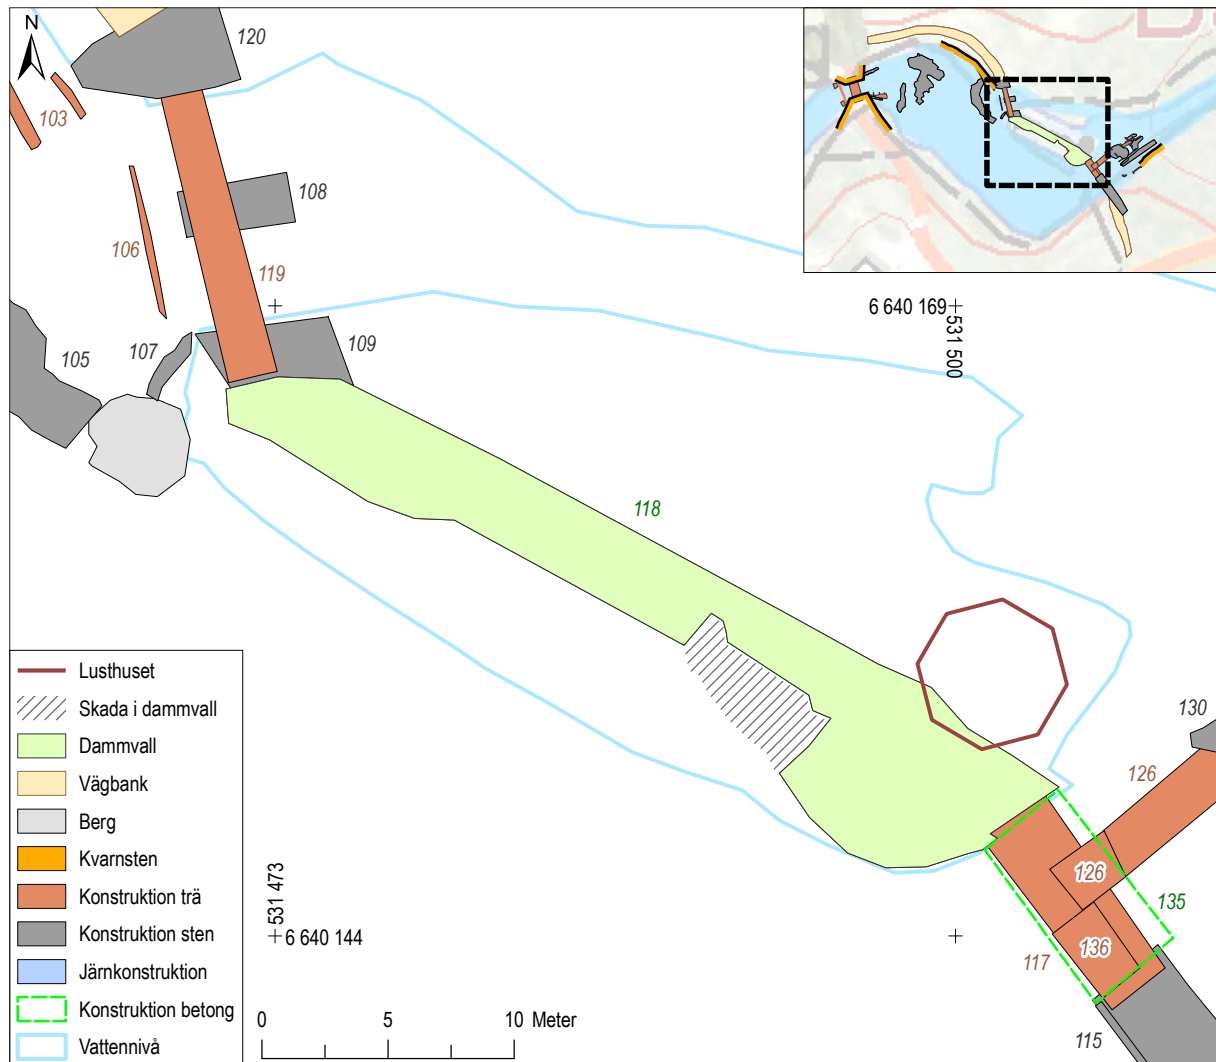 N
120
103
108
106
119
6 640 169
531 500
105
107
109
118
Lusthuset
Skada i dammvall
Dammvall
Vägbank
Berg
Kvarnsten
Konstruktion trä
Konstruktion sten
Järnkonstruktion
Konstruktion betong
Vattennivå
130
126
126
135
136
117
115
531 473
6 640 144
0 5 10 Meter